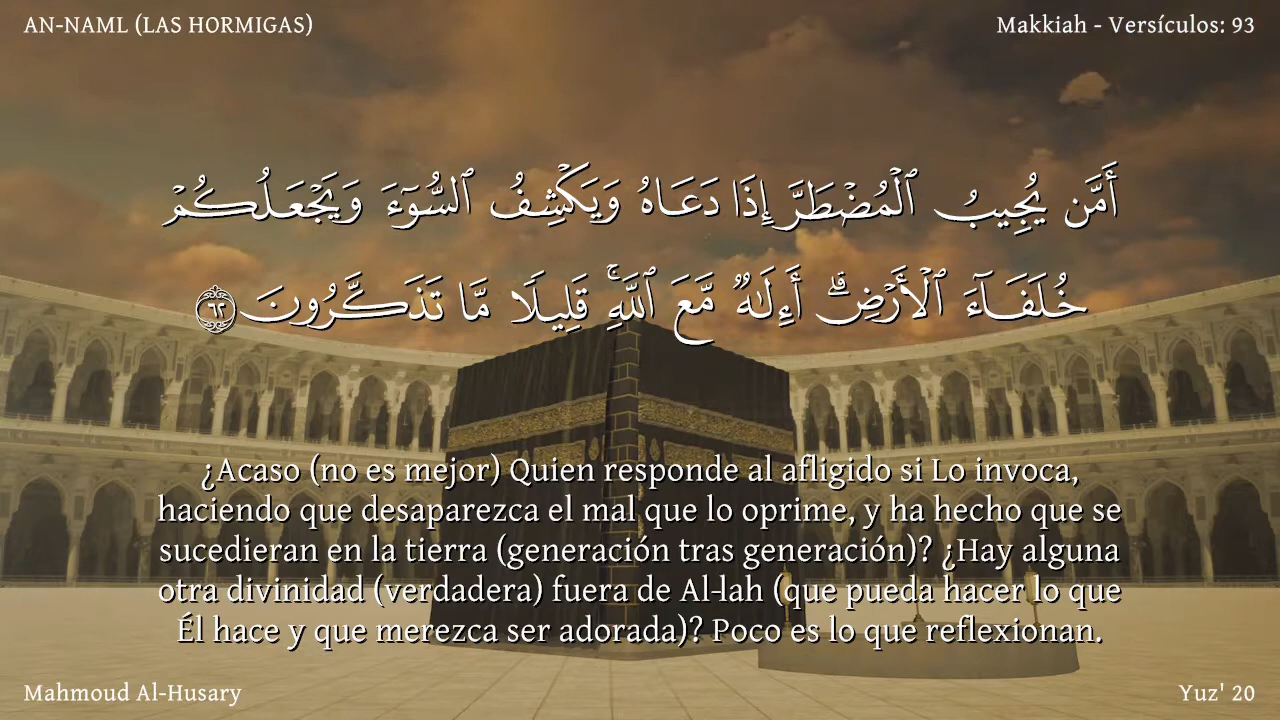 AN-NAML (LAS HORMIGAS)
Makkiah - Versículos: 93
أَمَّن يُجِيبُ ٱلْمُضْطَرَّ إِذَا دَعَاهُ وَيَكْشِفُ ٱلسُّوٓءَ وَيَجْعَلُكُمْ
خُلَفَآءَ ٱلْأَرْضِ ۗ أَءِلَـٰهٌ مَّعَ ٱللَّهِ ۚ قَلِيلًا مَّا تَذَكَّرُونَ ٦٢
¿Acaso (no es mejor) Quien responde al afligido si Lo invoca,
haciendo que desaparezca el mal que lo oprime, y ha hecho que se
sucedieran en la tierra (generación tras generación)? ¿Hay alguna
otra divinidad (verdadera) fuera de Al-lah (que pueda hacer lo que
Él hace y que merezca ser adorada)? Poco es lo que reflexionan.
Mahmoud Al-Husary
Yuz' 20